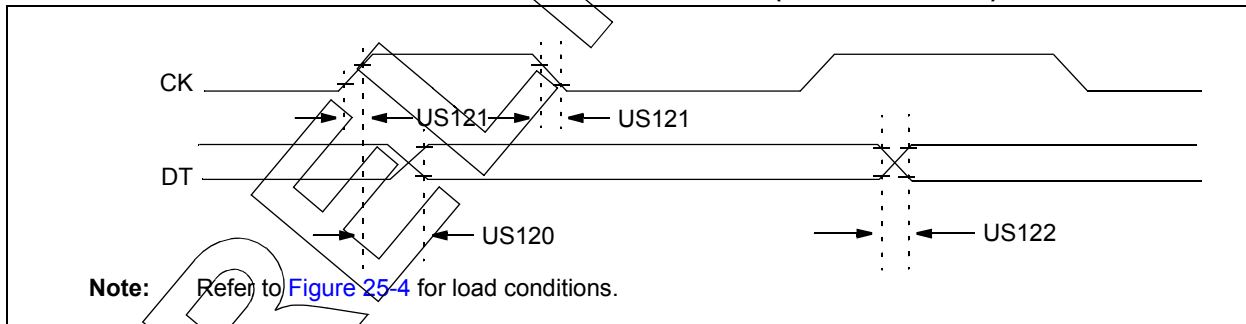 CK
US121 US121
DT
US120
US122
Note: Refer to Figure 25-4 for load conditions.